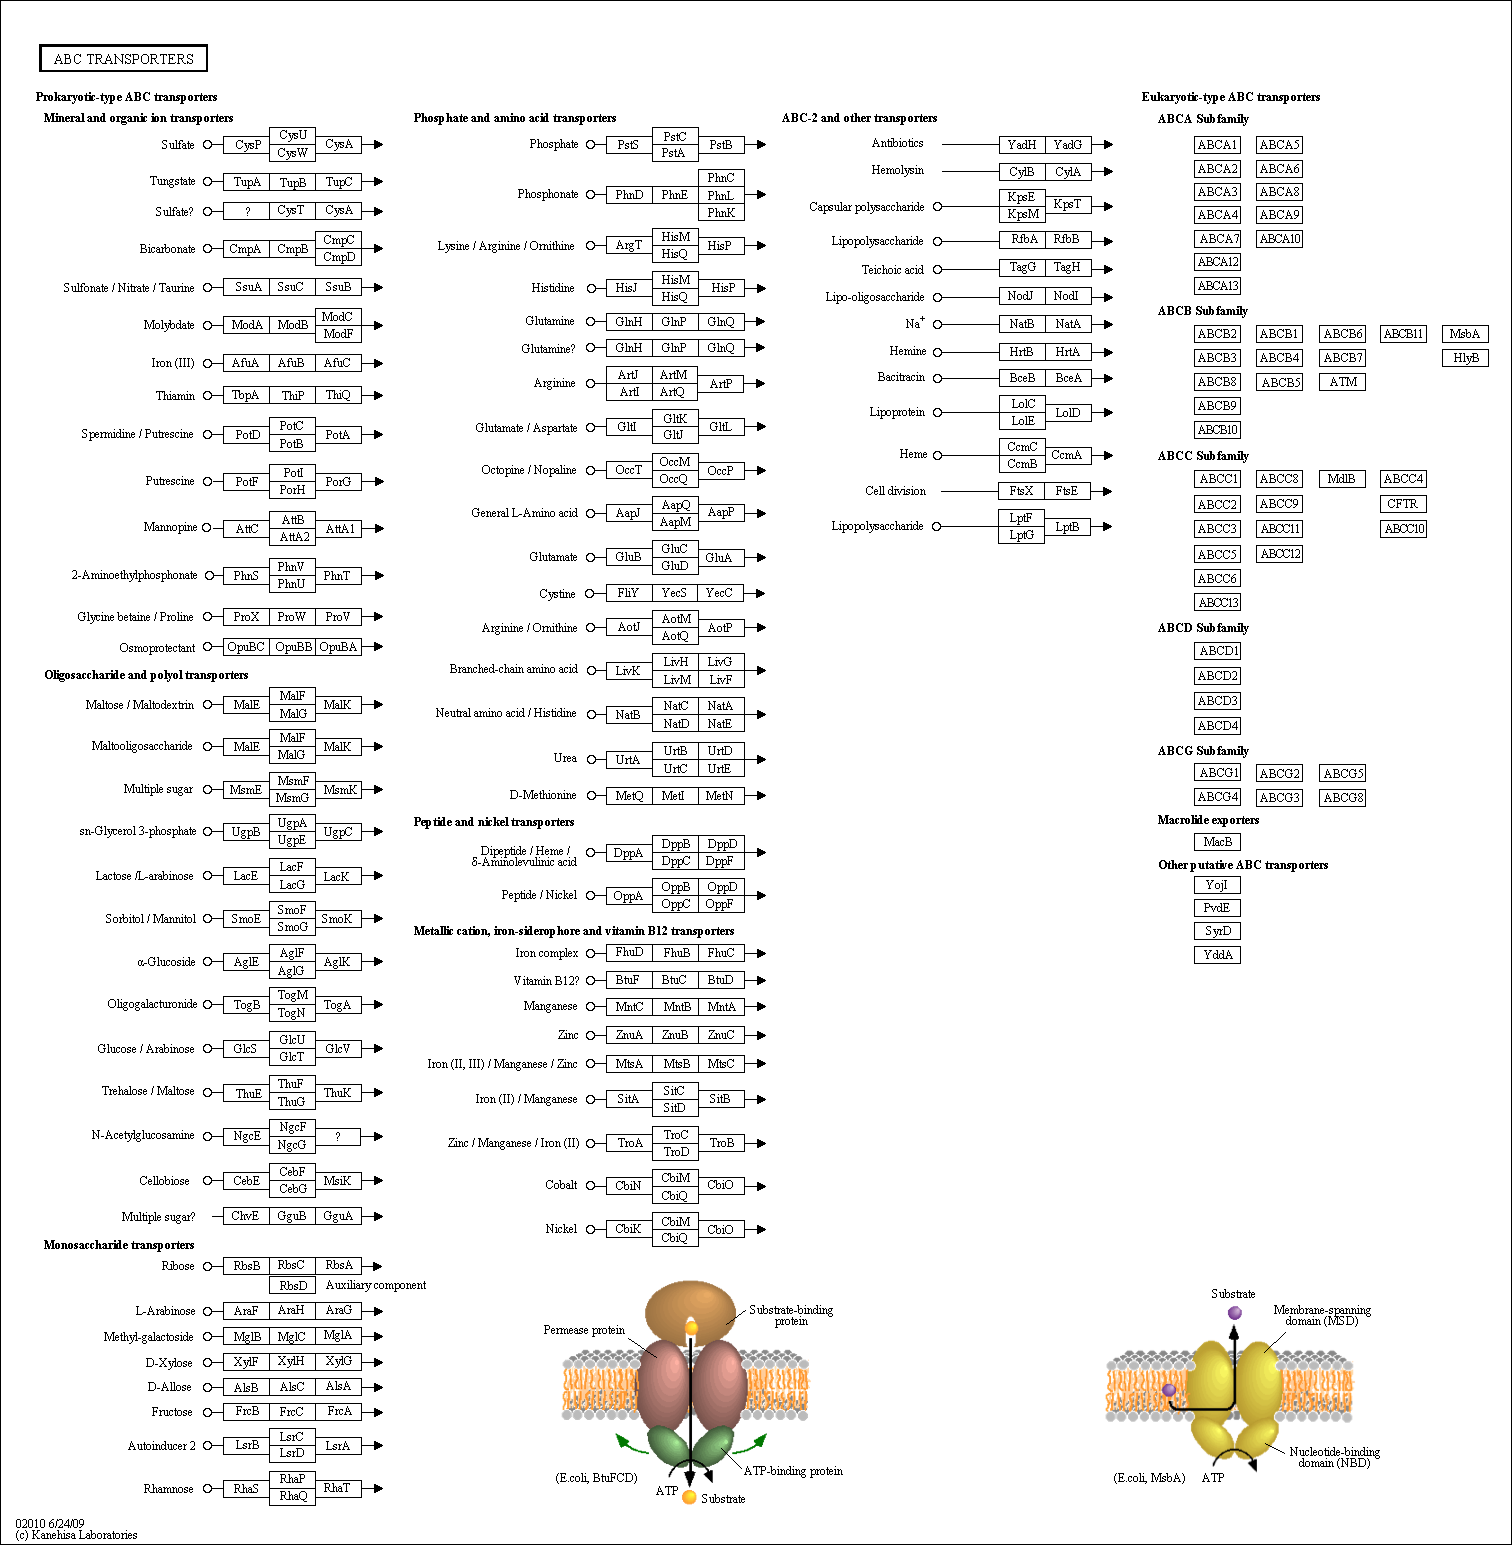 ABC TRANSPORTERS
Prokaryotic-type ABC transporters
Mineral and organic ion transporters
Sulfate CysP CysU CysW CysA
Tungstate TupA TupB TupC
Sulfate? ? CysT CysA
Bicarbonate CmpA CmpB CmpC CmpD
Sulfonate / Nitrate / Taurine SsuA SsuC SsuB
Molybdate ModA ModB ModC ModF
Iron (III) AfuA AfuB AfuC
Thiamin TbpA ThiP ThiQ
Spermidine / Putrescine PotD PotC PotB PotA
Putrescine PotF PotI PorH PorG
Mannopine AttC AttB AttA2 AttA1
2-Aminoethylphosphonate PhnS PhnV PhnU PhnT
Glycine betaine / Proline ProX ProW ProV
Osmoprotectant OpuBC OpuBB OpuBA
Oligosaccharide and polyol transporters
Maltose / Maltodextrin MalE MalF MalG MalK
Maltooligosaccharide MalE MalF MalG MalK
Multiple sugar MsmE MsmF MsmG MsmK
sn-Glycerol 3-phosphate UgpB UgpA UgpE UgpC
Lactose /L-arabinose LacE LacF LacG LacK
Sorbitol / Mannitol SmoE SmoF SmoG SmoK
α-Glucoside AglE AglF AglG AglK
Oligogalacturonide TogB TogM TogN TogA
Glucose / Arabinose GlcS GlcU GlcT GlcV
Trehalose / Maltose ThuE ThuF ThuG ThuK
N-Acetylglucosamine NgcE NgcF NgcG ?
Cellobiose CebE CebF CebG MsiK
Multiple sugar? ChvE GguB GguA
Monosaccharide transporters
Ribose RbsB RbsC RbsA
RbsD Auxiliary component
L-Arabinose AraF AraH AraG
Methyl-galactoside MglB MglC MglA
D-Xylose XylF XylH XylG
D-Allose AlsB AlsC AlsA
Fructose FrcB FrcC FrcA
Autoinducer 2 LsrB LsrC LsrD LsrA
Rhamnose RhaS RhaP RhaQ RhaT
02010 6/24/09
(c) Kanehisa Laboratories
Phosphate and amino acid transporters
Phosphate PstS PstC PstA PstB
Phosphonate PhnD PhnE PhnC PhnL PhnK
Lysine / Arginine / Ornithine ArgT HisM HisQ HisP
Histidine HisJ HisM HisQ HisP
Glutamine GlnH GlnP GlnQ
Glutamine? GlnH GlnP GlnQ
Arginine ArtJ ArtI ArtM ArtQ ArtP
Glutamate / Aspartate GltI GltK GltJ GltL
Octopine / Nopaline OccT OccM OccQ OccP
General L-Amino acid AapJ AapQ AapM AapP
Glutamate GluB GluC GluD GluA
Cystine FliY YecS YecC
Arginine / Ornithine AotJ AotM AotQ AotP
Branched-chain amino acid LivK LivH LivM LivG LivF
Neutral amino acid / Histidine NatB NatC NatD NatA NatE
Urea UrtA UrtB UrtC UrtD UrtE
D-Methionine MetQ MetI MetN
Peptide and nickel transporters
Dipeptide / Heme /
δ-Aminolevulinic acid DppA DppB DppC DppD DppF
Peptide / Nickel OppA OppB OppC OppD OppF
Metallic cation, iron-siderophore and vitamin B12 transporters
Iron complex FhuD FhuB FhuC
Vitamin B12? BtuF BtuC BtuD
Manganese MntC MntB MntA
Zinc ZnuA ZnuB ZnuC
Iron (II, III) / Manganese / Zinc MtsA MtsB MtsC
Iron (II) / Manganese SitA SitC SitD SitB
Zinc / Manganese / Iron (II) TroA TroC TroD TroB
Cobalt CbiN CbiM CbiQ CbiO
Nickel CbiK CbiM CbiQ CbiO
Substrate-binding
protein
Permease protein
ATP-binding protein
(E.coli, BtuFCD)
ATP
Substrate
ABC-2 and other transporters
Antibiotics YadH YadG
Hemolysin CylB CylA
Capsular polysaccharide KpsE KpsM KpsT
Lipopolysaccharide RfbA RfbB
Teichoic acid TagG TagH
Lipo-oligosaccharide NodJ NodI
Na+ NatB NatA
Hemine HrtB HrtA
Bacitracin BceB BceA
Lipoprotein LolC LolE LolD
Heme CcmC CcmB CcmA
Cell division FtsX FtsE
Lipopolysaccharide LptF LptG LptB
Eukaryotic-type ABC transporters
ABCA Subfamily
ABCA1 ABCA5
ABCA2 ABCA6
ABCA3 ABCA8
ABCA4 ABCA9
ABCA7 ABCA10
ABCA12
ABCA13
ABCB Subfamily
ABCB2 ABCB1 ABCB6 ABCB11 MsbA
ABCB3 ABCB4 ABCB7 HlyB
ABCB8 ABCB5 ATM
ABCB9
ABCB10
ABCC Subfamily
ABCC1 ABCC8 MdlB ABCC4
ABCC2 ABCC9 CFTR
ABCC3 ABCC11 ABCC10
ABCC5 ABCC12
ABCC6
ABCC13
ABCD Subfamily
ABCD1
ABCD2
ABCD3
ABCD4
ABCG Subfamily
ABCG1 ABCG2 ABCG5
ABCG4 ABCG3 ABCG8
Macrolide exporters
MacB
Other putative ABC transporters
YojI
PvdE
SyrD
YddA
Substrate
Membrane-spanning
domain (MSD)
Nucleotide-binding
domain (NBD)
(E.coli, MsbA)
ATP